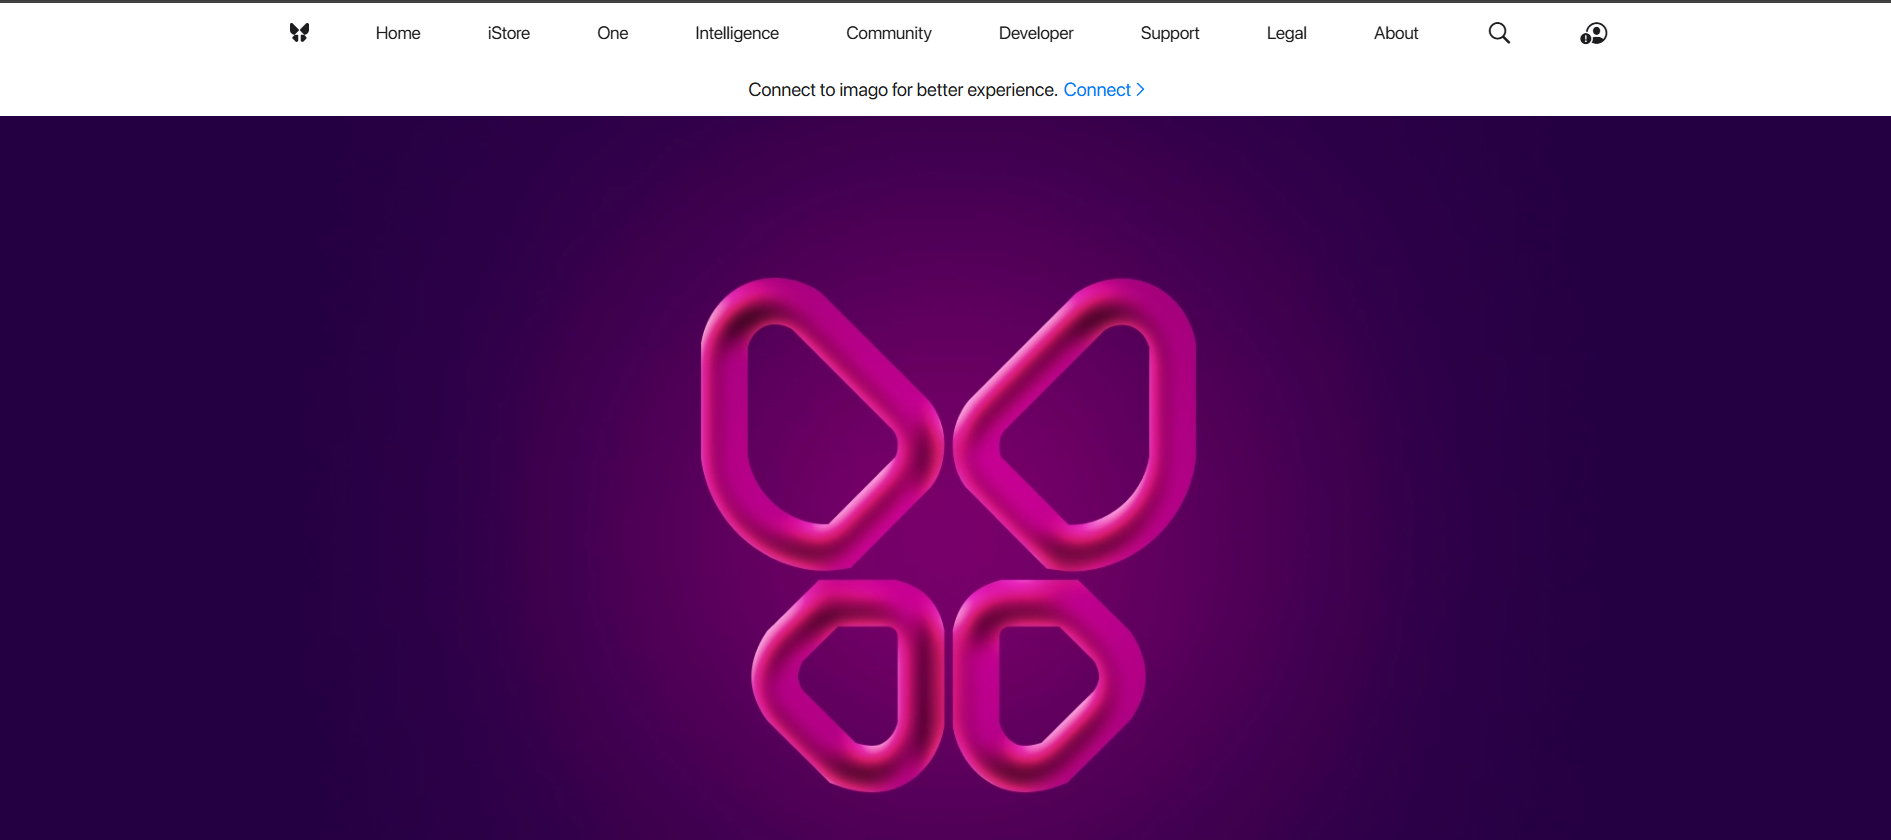 Home iStore One Intelligence Community Developer Support Legal About
Connect to imago for better experience. Connect >